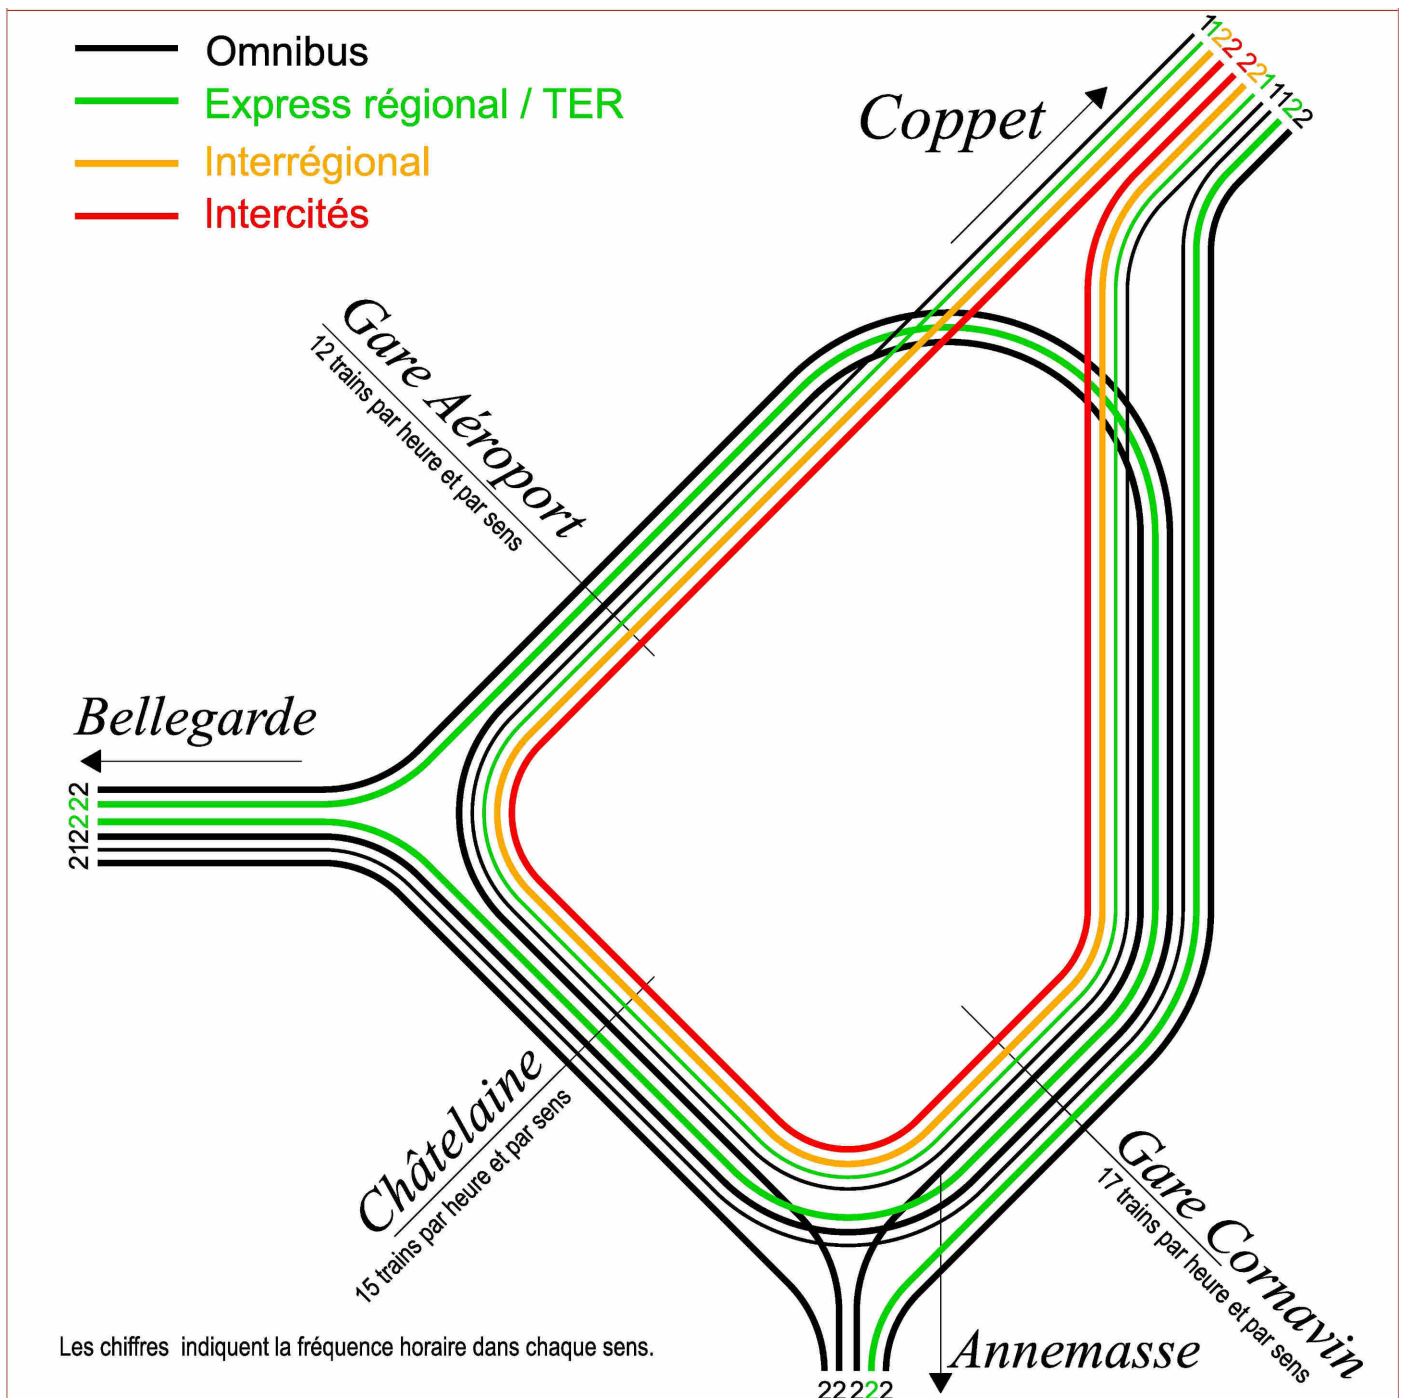 Omnibus
Express régional / TER
Interrégional
Intercités
Coppet
11222211122
Gare Aéroport
12 trains par heure et par sens
Bellegarde
222212
Châtelaine
15 trains par heure et par sens
Gare Cornavin
17 trains par heure et par sens
Annemasse
22222
Les chiffres indiquent la fréquence horaire dans chaque sens.